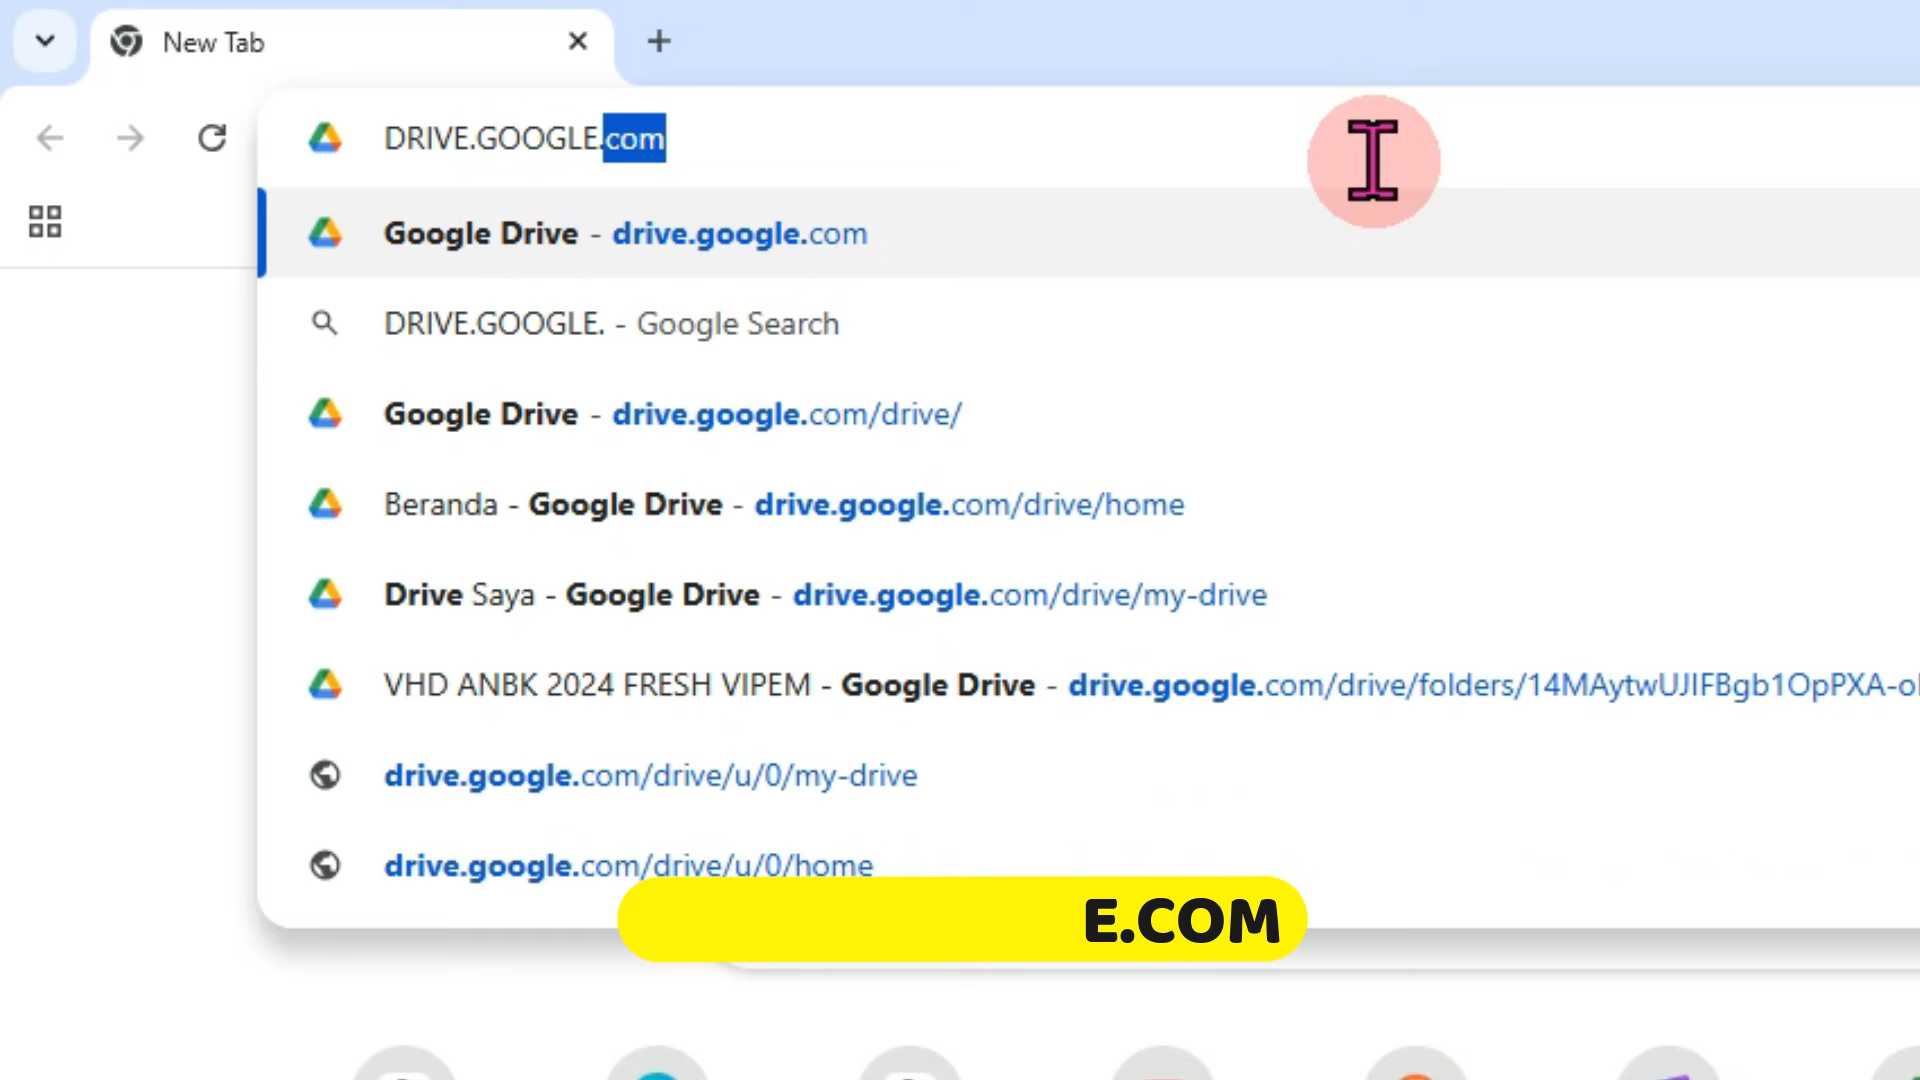 New Tab
DRIVE.GOOGLE.com
Google Drive - drive.google.com
DRIVE.GOOGLE. - Google Search
Google Drive - drive.google.com/drive/
Beranda - Google Drive - drive.google.com/drive/home
Drive Saya - Google Drive - drive.google.com/drive/my-drive
VHD ANBK 2024 FRESH VIPEM - Google Drive - drive.google.com/drive/folders/14MAytwUJIFBgb1OpPXA-o
drive.google.com/drive/u/0/my-drive
drive.google.com/drive/u/0/home
E.COM